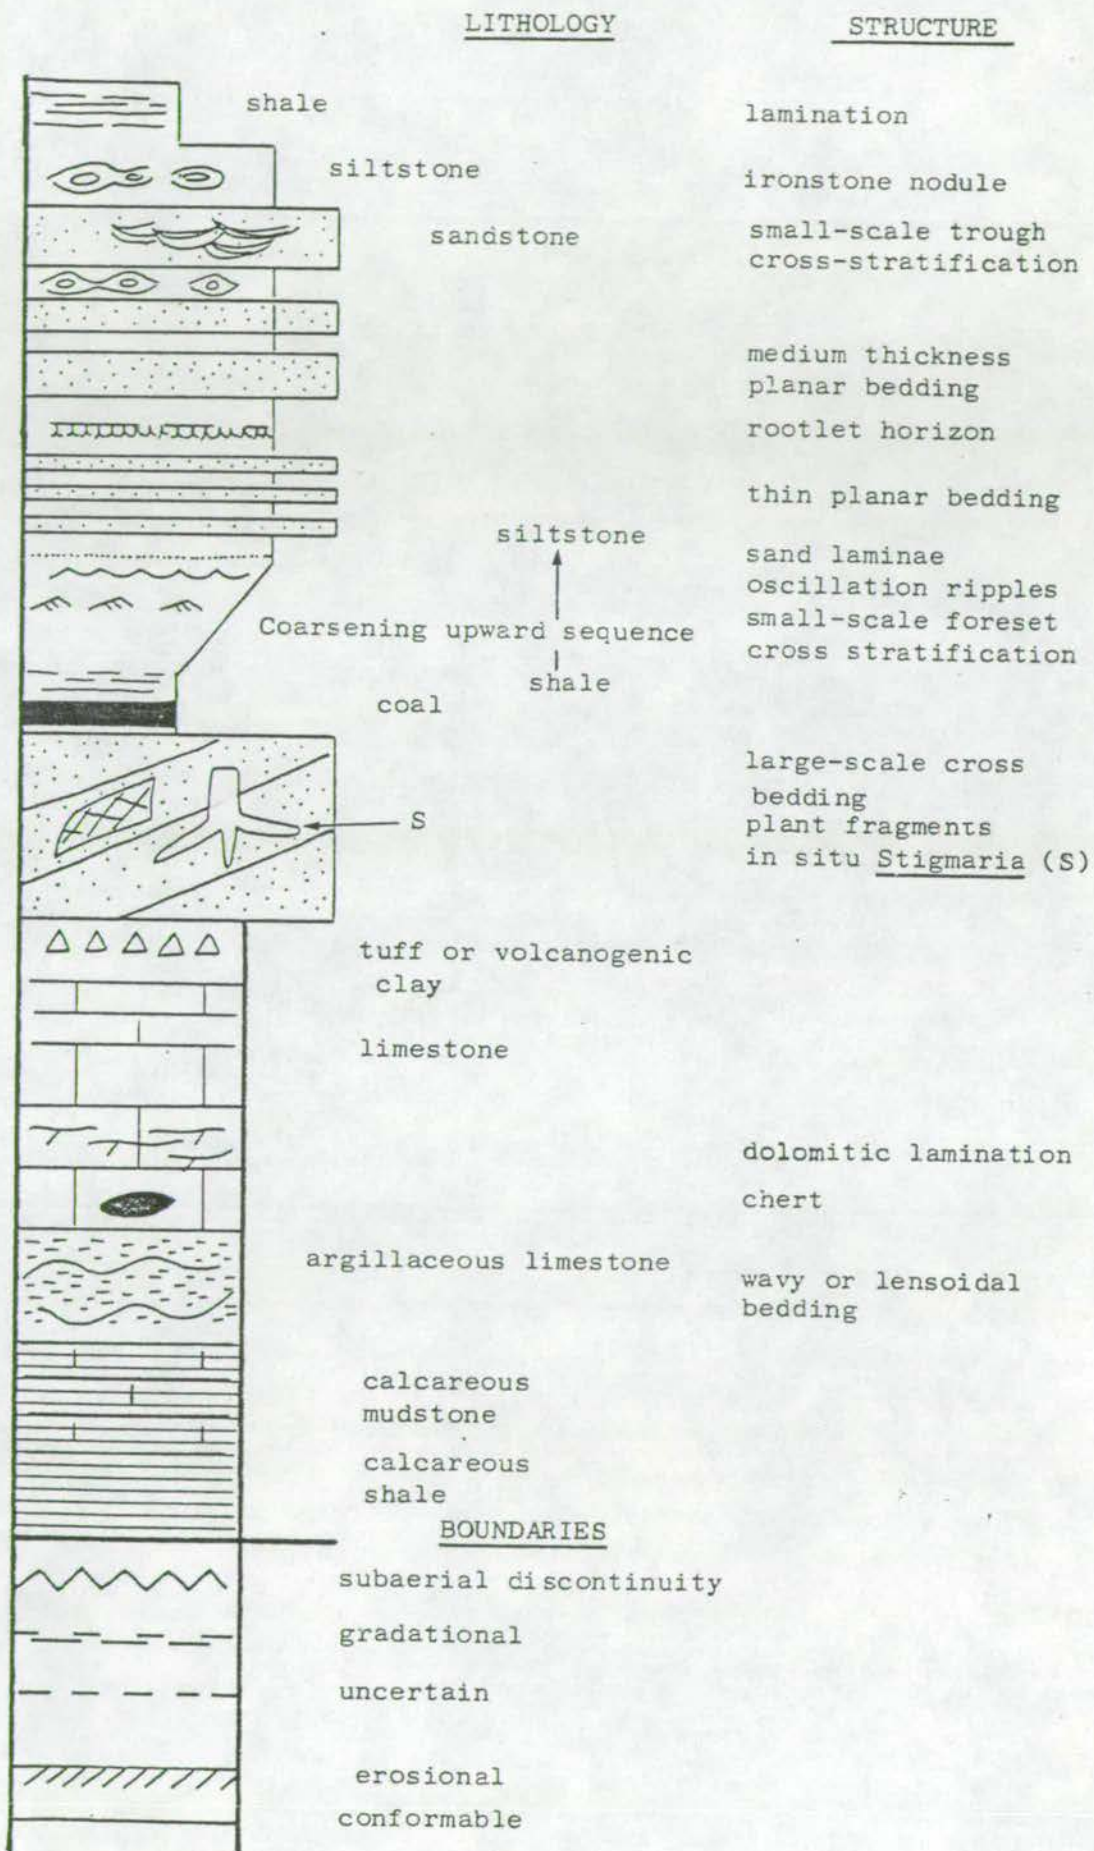 LITHOLOGY STRUCTURE
shale lamination
siltstone ironstone nodule
sandstone small-scale trough
cross-stratification
medium thickness
planar bedding
rootlet horizon
thin planar bedding
siltstone
sand laminae
oscillation ripples
Coarsening upward sequence small-scale foreset
cross stratification
shale
coal
large-scale cross
bedding
S plant fragments
in situ Stigmaria (S)
tuff or volcanogenic
clay
limestone
dolomitic lamination
chert
argillaceous limestone
wavy or lensoidal
bedding
calcareous
mudstone
calcareous
shale
BOUNDARIES
subaerial discontinuity
gradational
uncertain
erosional
conformable